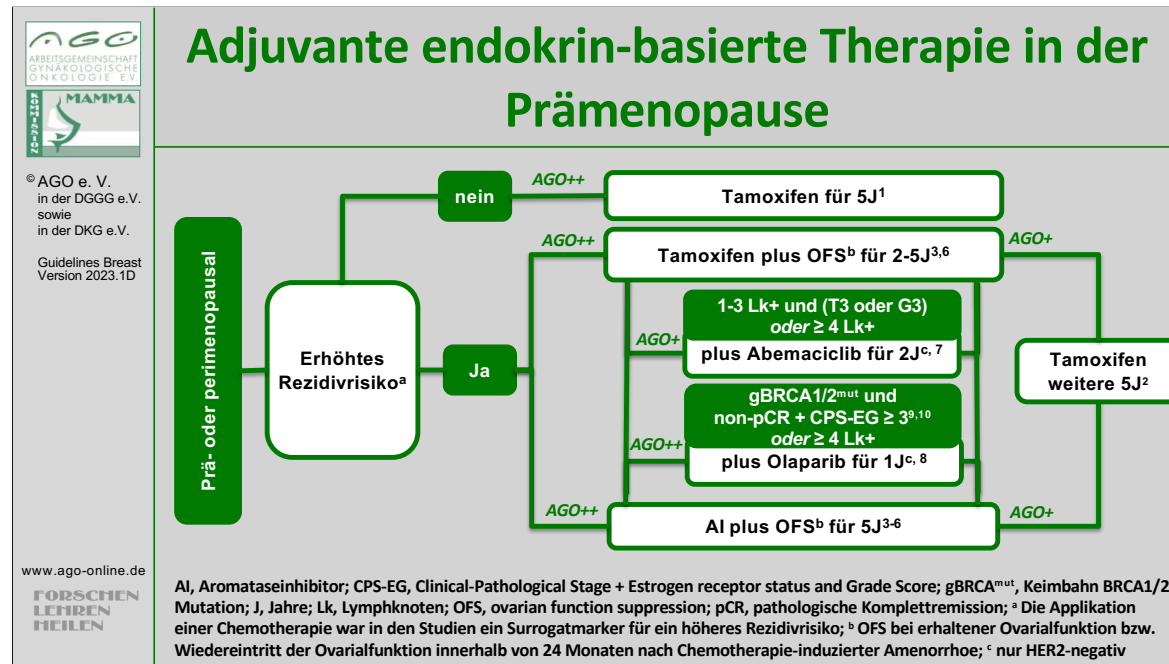 AGO
ARBEITSGEMEINSCHAFT
GYNÄKOLOGISCHE
ONKOLOGIE E.V.
KOMMISSION
MAMMA
© AGO e. V.
in der DGGG e.V.
sowie
in der DKG e.V.
Guidelines Breast
Version 2023.1D
www.ago-online.de
FORSCHEN
LEHREN
HEILEN
Adjuvante endokrin-basierte Therapie in der
Prämenopause
Prä- oder perimenopausal
Erhöhtes
Rezidivrisikoᵃ
nein
AGO++
Tamoxifen für 5J¹
Ja
AGO++
Tamoxifen plus OFSᵇ für 2-5J³,⁶
AGO+
1-3 Lk+ und (T3 oder G3)
oder ≥ 4 Lk+
AGO+
plus Abemaciclib für 2Jᶜ, ⁷
gBRCA1/2ᵐᵘᵗ und
non-pCR + CPS-EG ≥ 3⁹,¹⁰
oder ≥ 4 Lk+
AGO++
plus Olaparib für 1Jᶜ, ⁸
AGO++
AI plus OFSᵇ für 5J³⁻⁶
AGO+
Tamoxifen
weitere 5J²
AI, Aromataseinhibitor; CPS-EG, Clinical-Pathological Stage + Estrogen receptor status and Grade Score; gBRCAᵐᵘᵗ, Keimbahn BRCA1/2
Mutation; J, Jahre; Lk, Lymphknoten; OFS, ovarian function suppression; pCR, pathologische Komplettremission; ᵃ Die Applikation
einer Chemotherapie war in den Studien ein Surrogatmarker für ein höheres Rezidivrisiko; ᵇ OFS bei erhaltener Ovarialfunktion bzw.
Wiedereintritt der Ovarialfunktion innerhalb von 24 Monaten nach Chemotherapie-induzierter Amenorrhoe; ᶜ nur HER2-negativ